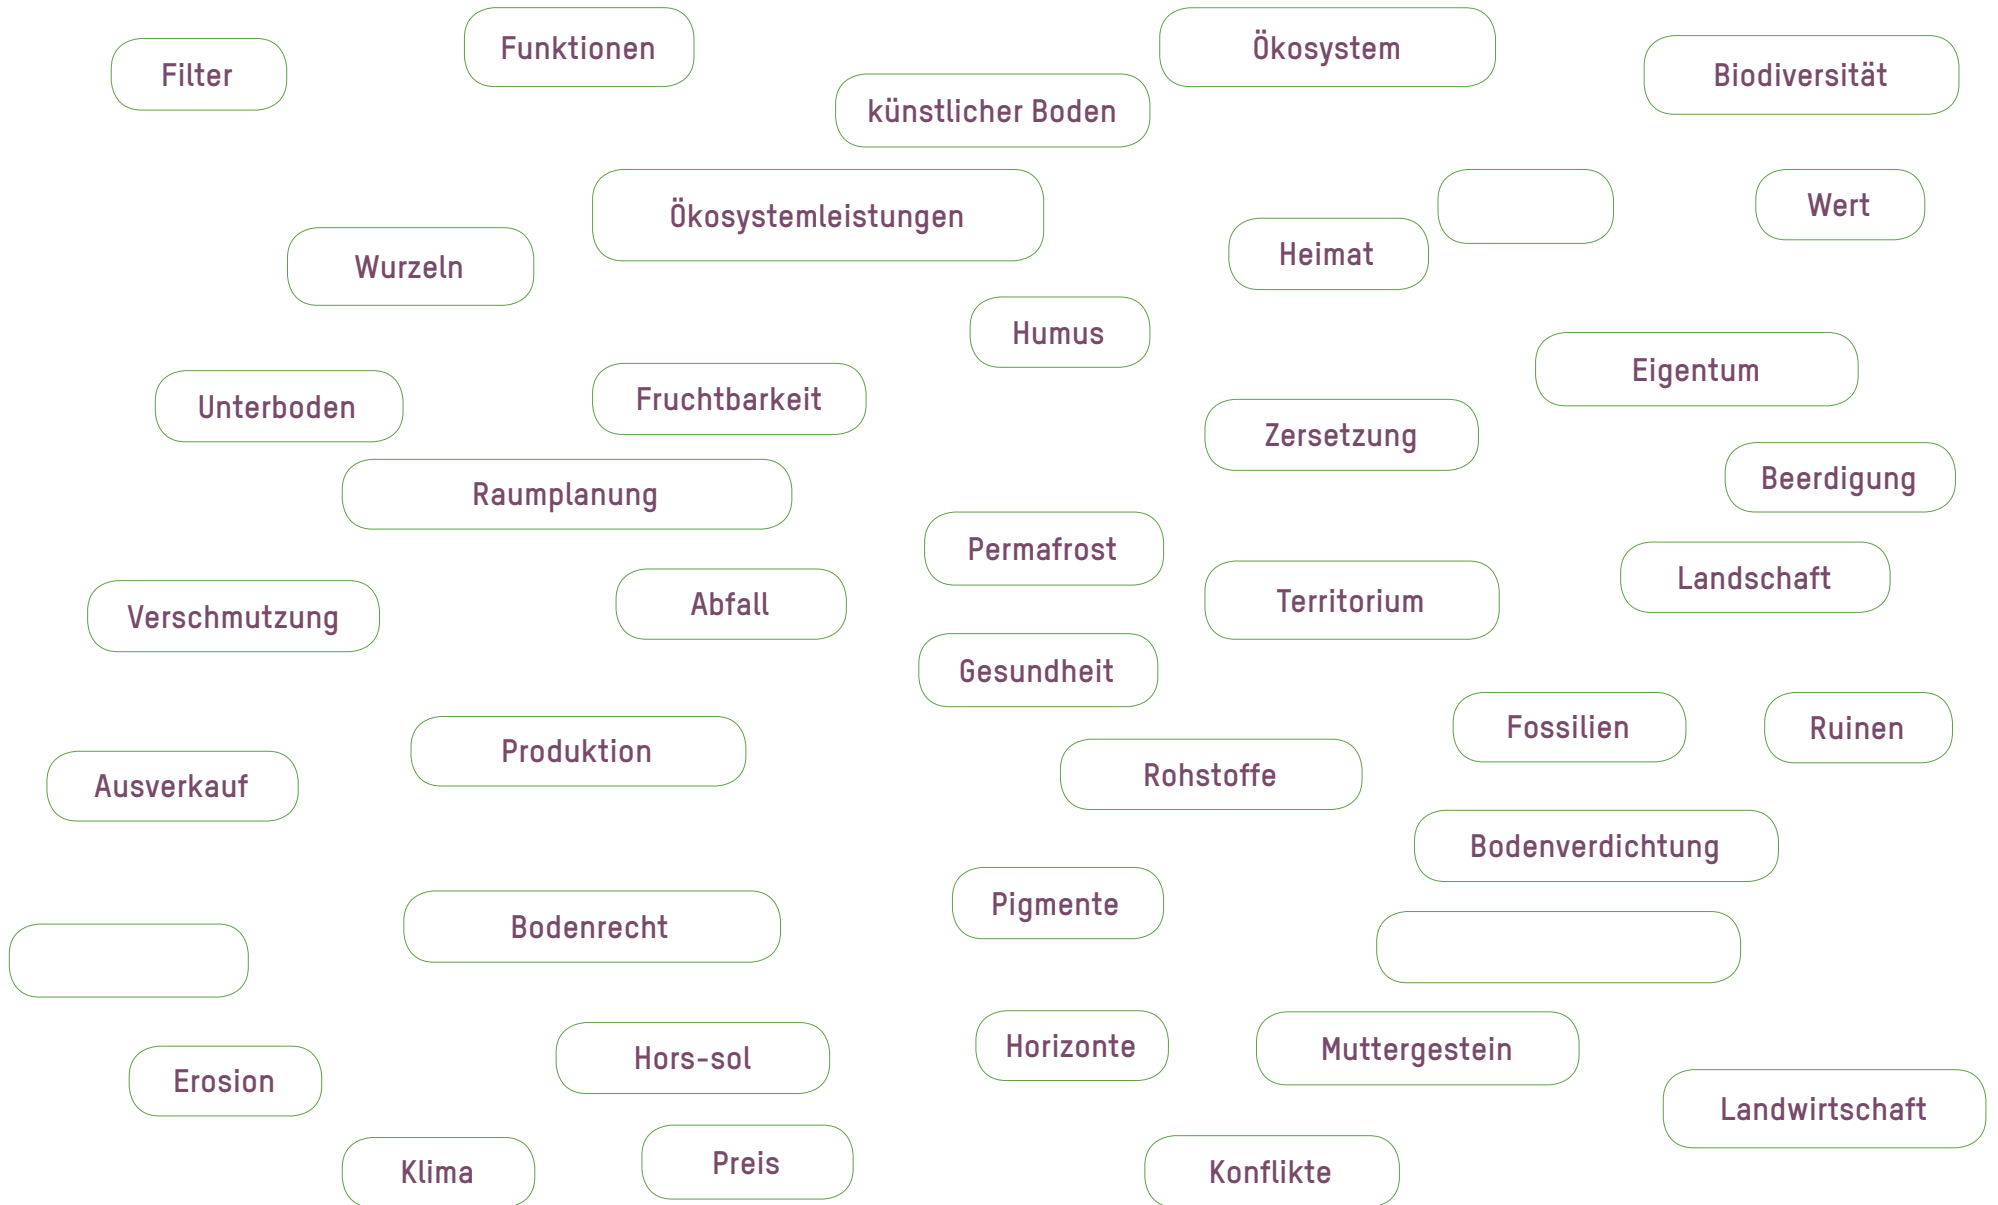 Funktionen
Ökosystem
Filter
Biodiversität
künstlicher Boden
Wert
Ökosystemleistungen
Heimat
Wurzeln
Humus
Eigentum
Fruchtbarkeit
Unterboden
Zersetzung
Beerdigung
Raumplanung
Permafrost
Landschaft
Territorium
Abfall
Verschmutzung
Gesundheit
Fossilien
Ruinen
Produktion
Rohstoffe
Ausverkauf
Bodenverdichtung
Pigmente
Bodenrecht
Horizonte
Muttergestein
Hors-sol
Erosion
Landwirtschaft
Preis
Klima
Konflikte